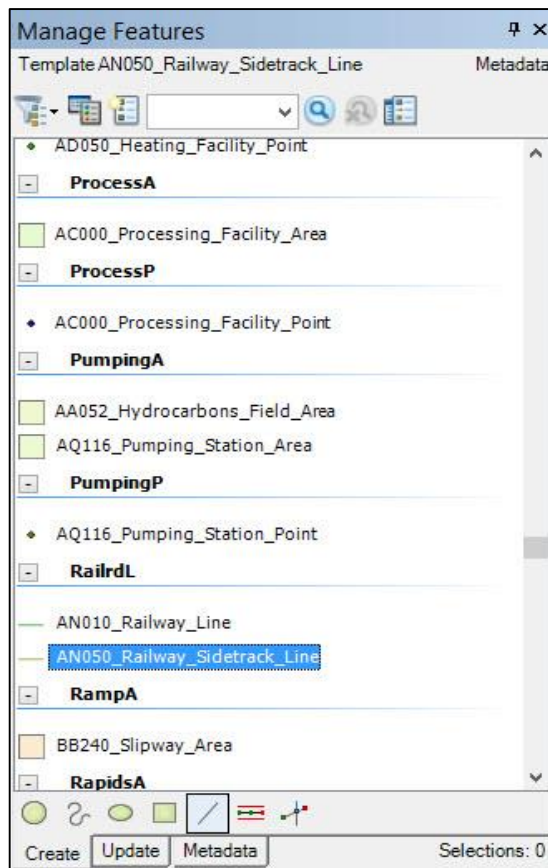 Manage Features
Template AN050_Railway_Sidetrack_Line Metadata
AD050_Heating_Facility_Point
ProcessA
AC000_Processing_Facility_Area
ProcessP
AC000_Processing_Facility_Point
PumpingA
AA052_Hydrocarbons_Field_Area
AQ116_Pumping_Station_Area
PumpingP
AQ116_Pumping_Station_Point
RailrdL
AN010_Railway_Line
AN050_Railway_Sidetrack_Line
RampA
BB240_Slipway_Area
RapidsA
Create Update Metadata Selections: 0